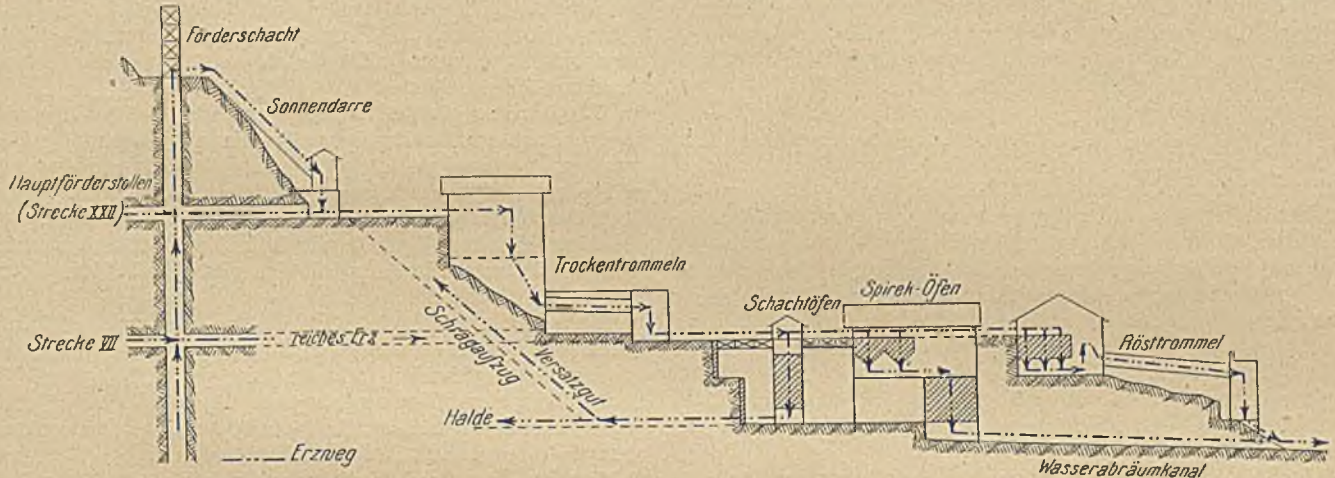 Förderschacht
Sonnendarre
Hauptförderstollen
(Strecke XXII)
Trockentrommeln
Schachtöfen
Spirek-Öfen
Rösttrommel
Strecke VII
reiches Erz
Schrägaufzug
Versatzgut
Halde
Erzweg
Wasserabräumkanal